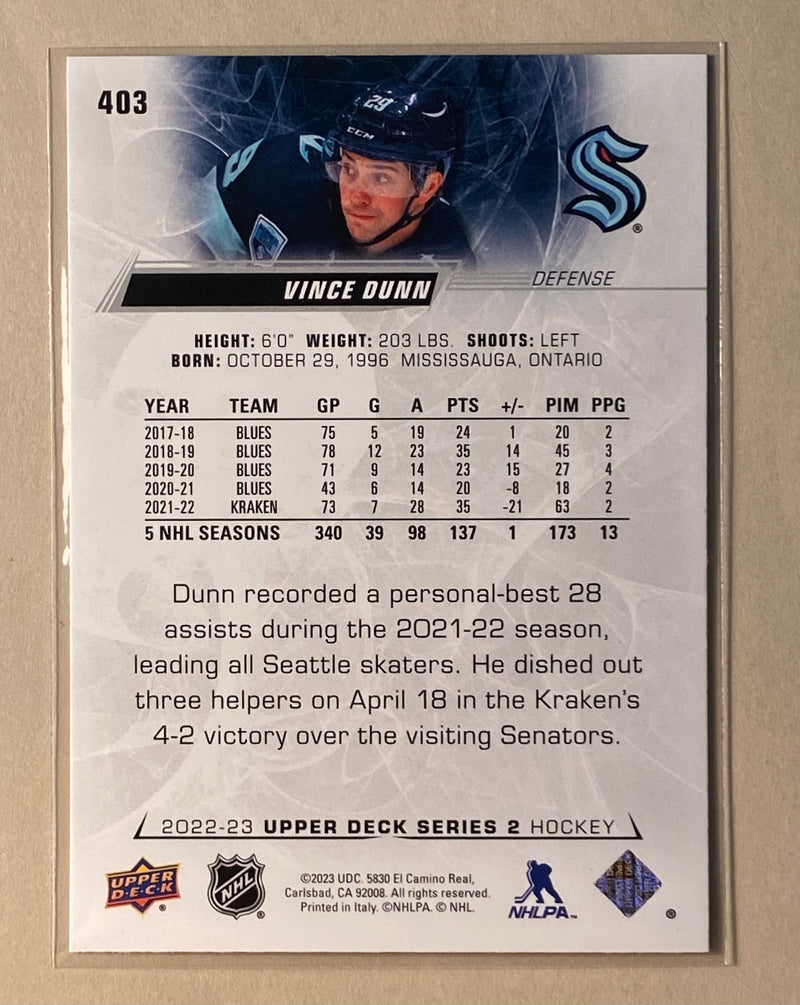 403
29
CCM
S
®
VINCE DUNN
DEFENSE
HEIGHT: 6'0" WEIGHT: 203 LBS. SHOOTS: LEFT
BORN: OCTOBER 29, 1996 MISSISSAUGA, ONTARIO
YEAR TEAM GP G A PTS +/- PIM PPG
2017-18 BLUES 75 5 19 24 1 20 2
2018-19 BLUES 78 12 23 35 14 45 3
2019-20 BLUES 71 9 14 23 15 27 4
2020-21 BLUES 43 6 14 20 -8 18 2
2021-22 KRAKEN 73 7 28 35 -21 63 2
5 NHL SEASONS 340 39 98 137 1 173 13
Dunn recorded a personal-best 28
assists during the 2021-22 season,
leading all Seattle skaters. He dished out
three helpers on April 18 in the Kraken's
4-2 victory over the visiting Senators.
2022-23 UPPER DECK SERIES 2 HOCKEY
UPPER
D·E·C·K
®
NHL
®
©2023 UDC. 5830 El Camino Real,
Carlsbad, CA 92008. All rights reserved.
Printed in Italy. ©NHLPA. © NHL.
NHLPA™
®